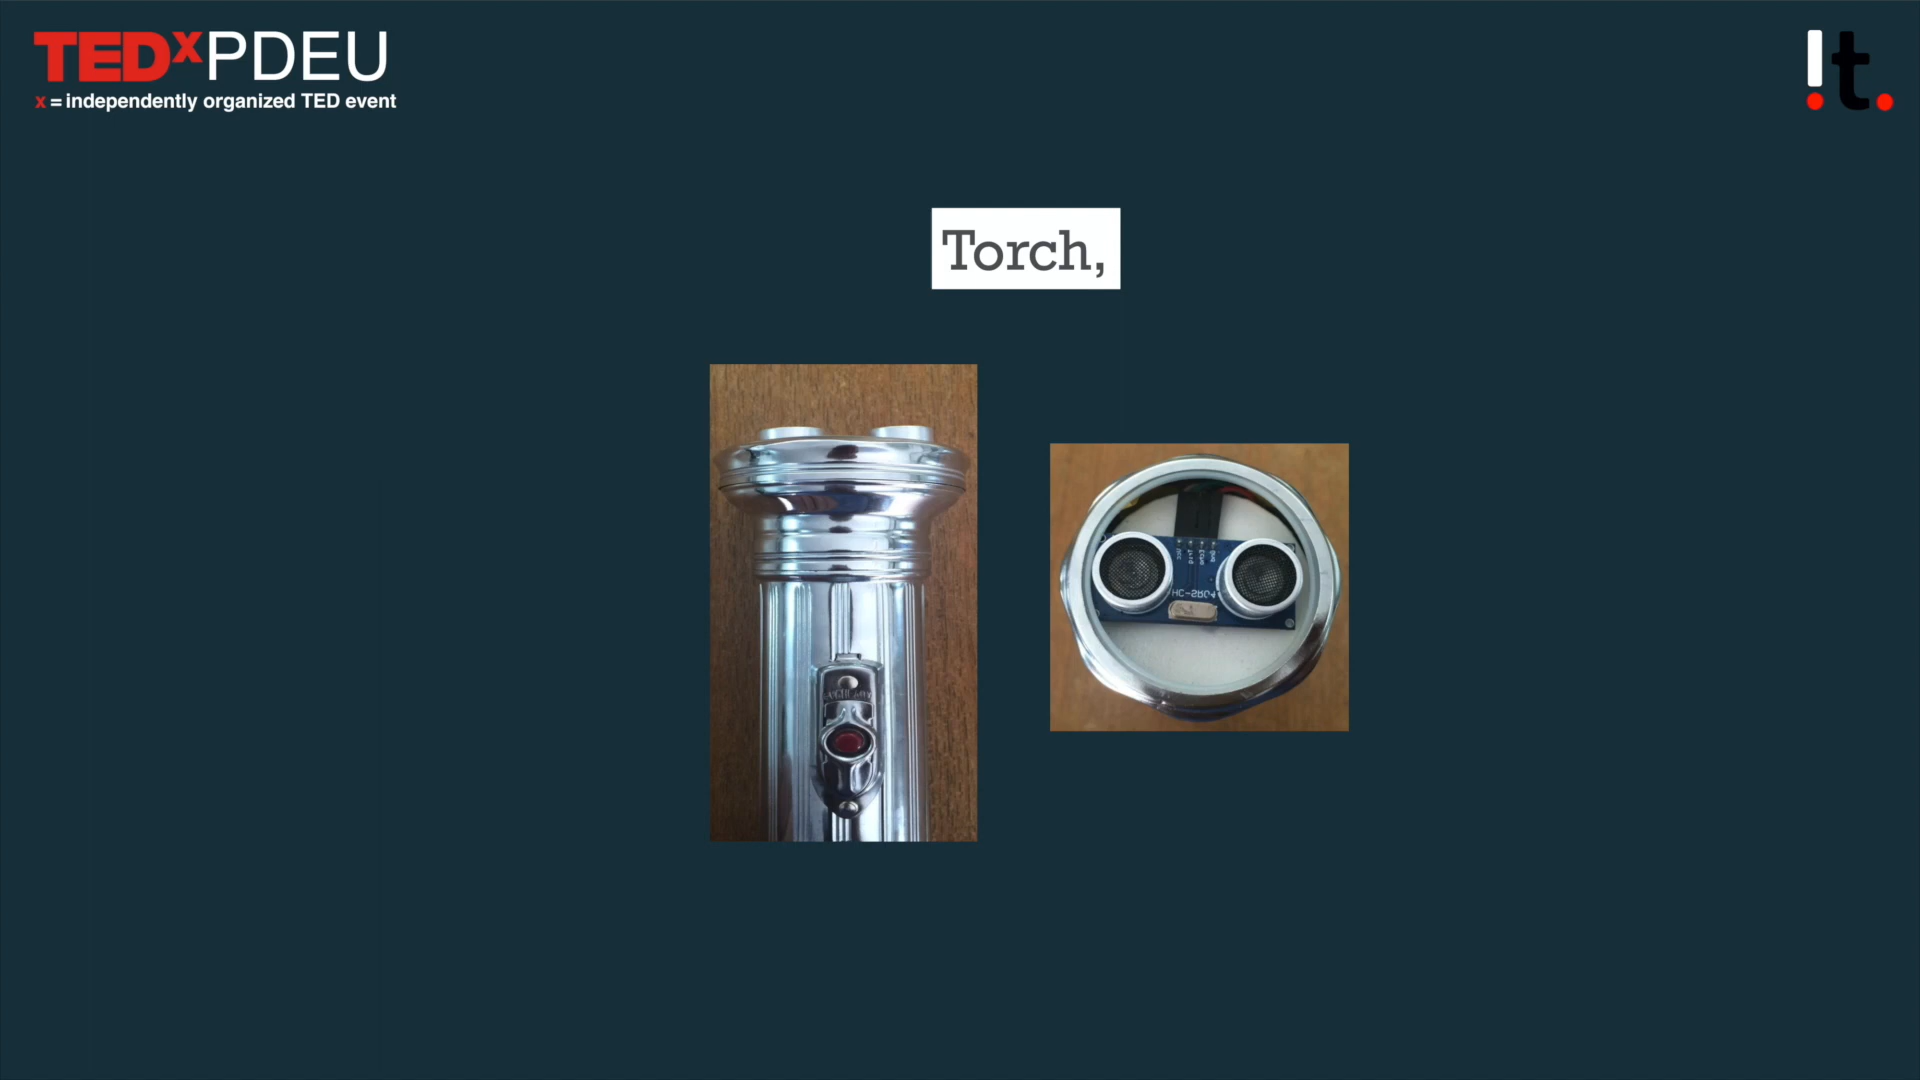 TEDxPDEU
x = independently organized TED event
!t.
Torch,
HC-SR04